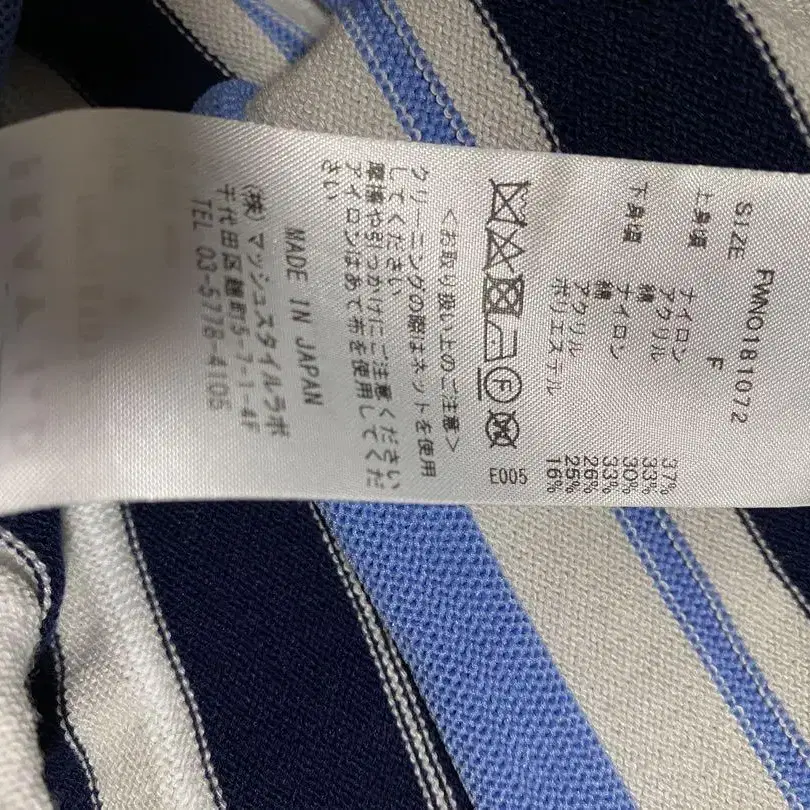 FWNO181072
SIZE F
上身頃 ナイロン 37%
アクリル 33%
綿 30%
下身頃 ナイロン 33%
綿 26%
アクリル 25%
ポリエステル 16%
F E005
<お取り扱い上のご注意>
クリーニングの際はネットを使用
してください
摩擦や引っかけにご注意ください
アイロンはあて布を使用してくだ
さい
MADE IN JAPAN
(株)マッシュスタイルラボ
千代田区麹町5-7-1-4F
TEL 03-5778-4105